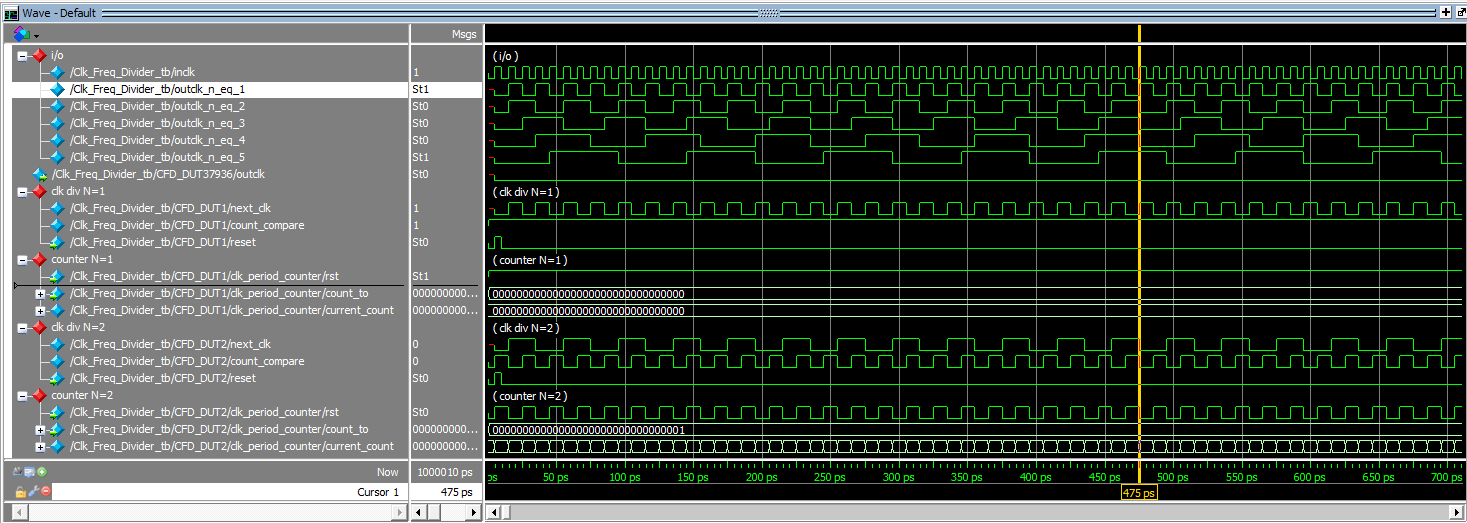 Wave - Default
Msgs
i/o
( i/o )
/Clk_Freq_Divider_tb/inclk 1
/Clk_Freq_Divider_tb/outclk_n_eq_1 St1
/Clk_Freq_Divider_tb/outclk_n_eq_2 St0
/Clk_Freq_Divider_tb/outclk_n_eq_3 St0
/Clk_Freq_Divider_tb/outclk_n_eq_4 St0
/Clk_Freq_Divider_tb/outclk_n_eq_5 St1
/Clk_Freq_Divider_tb/CFD_DUT37936/outclk St0
clk div N=1 ( clk div N=1 )
/Clk_Freq_Divider_tb/CFD_DUT1/next_clk 1
/Clk_Freq_Divider_tb/CFD_DUT1/count_compare 1
/Clk_Freq_Divider_tb/CFD_DUT1/reset St0
counter N=1 ( counter N=1 )
/Clk_Freq_Divider_tb/CFD_DUT1/clk_period_counter/rst St1
/Clk_Freq_Divider_tb/CFD_DUT1/clk_period_counter/count_to 000000000... 00000000000000000000000000000000
/Clk_Freq_Divider_tb/CFD_DUT1/clk_period_counter/current_count 000000000... 00000000000000000000000000000000
clk div N=2 ( clk div N=2 )
/Clk_Freq_Divider_tb/CFD_DUT2/next_clk 0
/Clk_Freq_Divider_tb/CFD_DUT2/count_compare 0
/Clk_Freq_Divider_tb/CFD_DUT2/reset St0
counter N=2 ( counter N=2 )
/Clk_Freq_Divider_tb/CFD_DUT2/clk_period_counter/rst St0
/Clk_Freq_Divider_tb/CFD_DUT2/clk_period_counter/count_to 000000000... 00000000000000000000000000000001
/Clk_Freq_Divider_tb/CFD_DUT2/clk_period_counter/current_count 000000000...
Now 1000010 ps
ps 50 ps 100 ps 150 ps 200 ps 250 ps 300 ps 350 ps 400 ps 450 ps 500 ps 550 ps 600 ps 650 ps 700 ps
Cursor 1 475 ps 475 ps